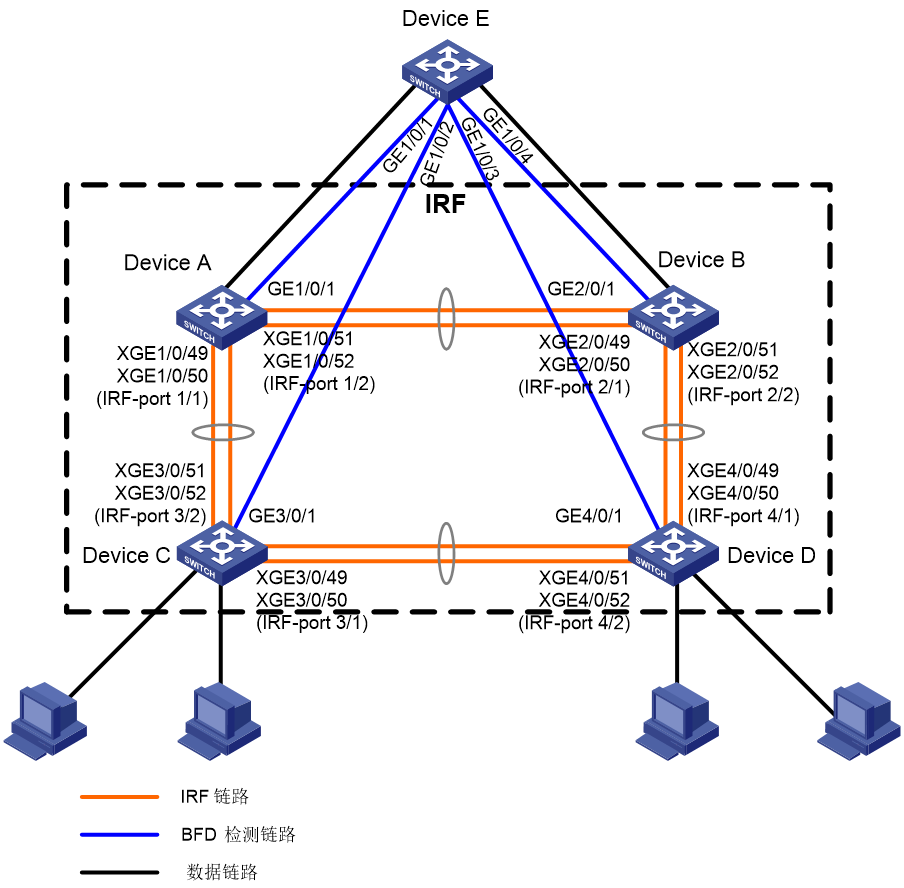 Device E
SWITCH
GE1/0/1
GE1/0/2
GE1/0/3
GE1/0/4
IRF
Device A
Device B
GE1/0/1
GE2/0/1
SWITCH
SWITCH
XGE1/0/49
XGE1/0/50
(IRF-port 1/1)
XGE1/0/51
XGE1/0/52
(IRF-port 1/2)
XGE2/0/49
XGE2/0/50
(IRF-port 2/1)
XGE2/0/51
XGE2/0/52
(IRF-port 2/2)
XGE3/0/51
XGE3/0/52
(IRF-port 3/2)
XGE4/0/49
XGE4/0/50
(IRF-port 4/1)
GE3/0/1
GE4/0/1
Device C
SWITCH
SWITCH
Device D
XGE3/0/49
XGE3/0/50
(IRF-port 3/1)
XGE4/0/51
XGE4/0/52
(IRF-port 4/2)
IRF 链路
BFD 检测链路
数据链路